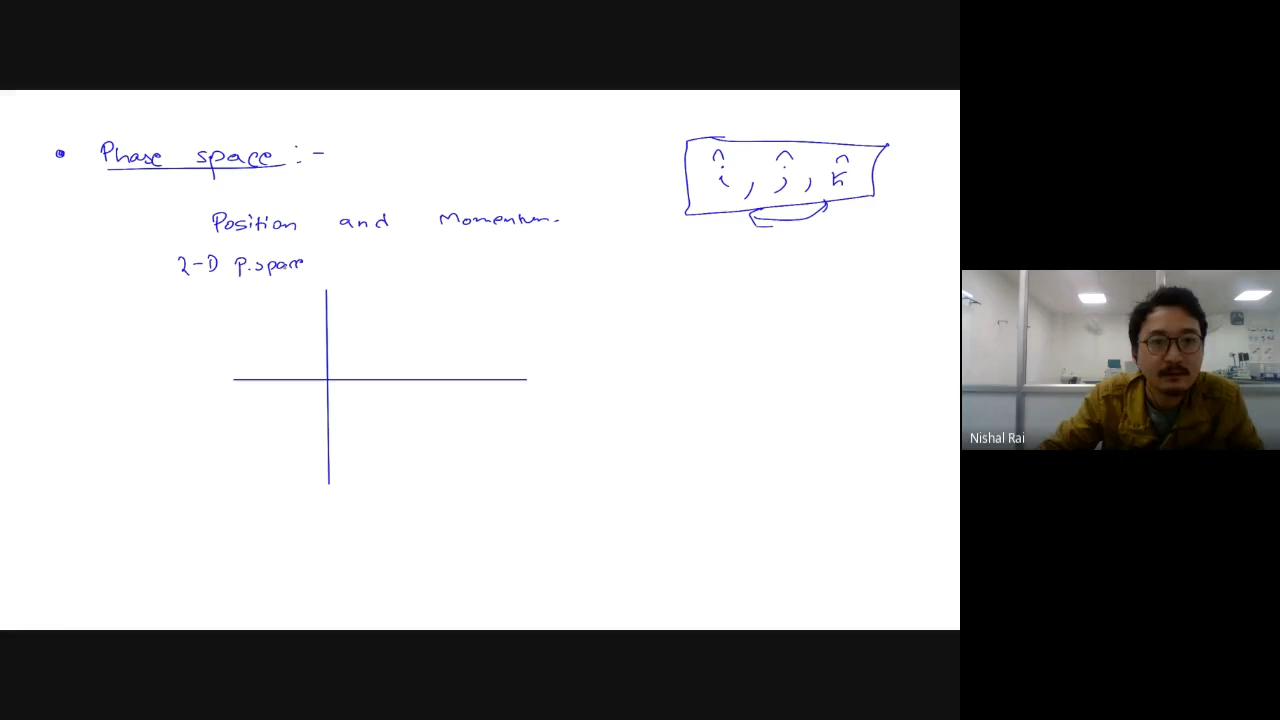 • Phase space :-
î , ĵ , k̂
Position and Momentum.
2-D P.space
Nishal Rai